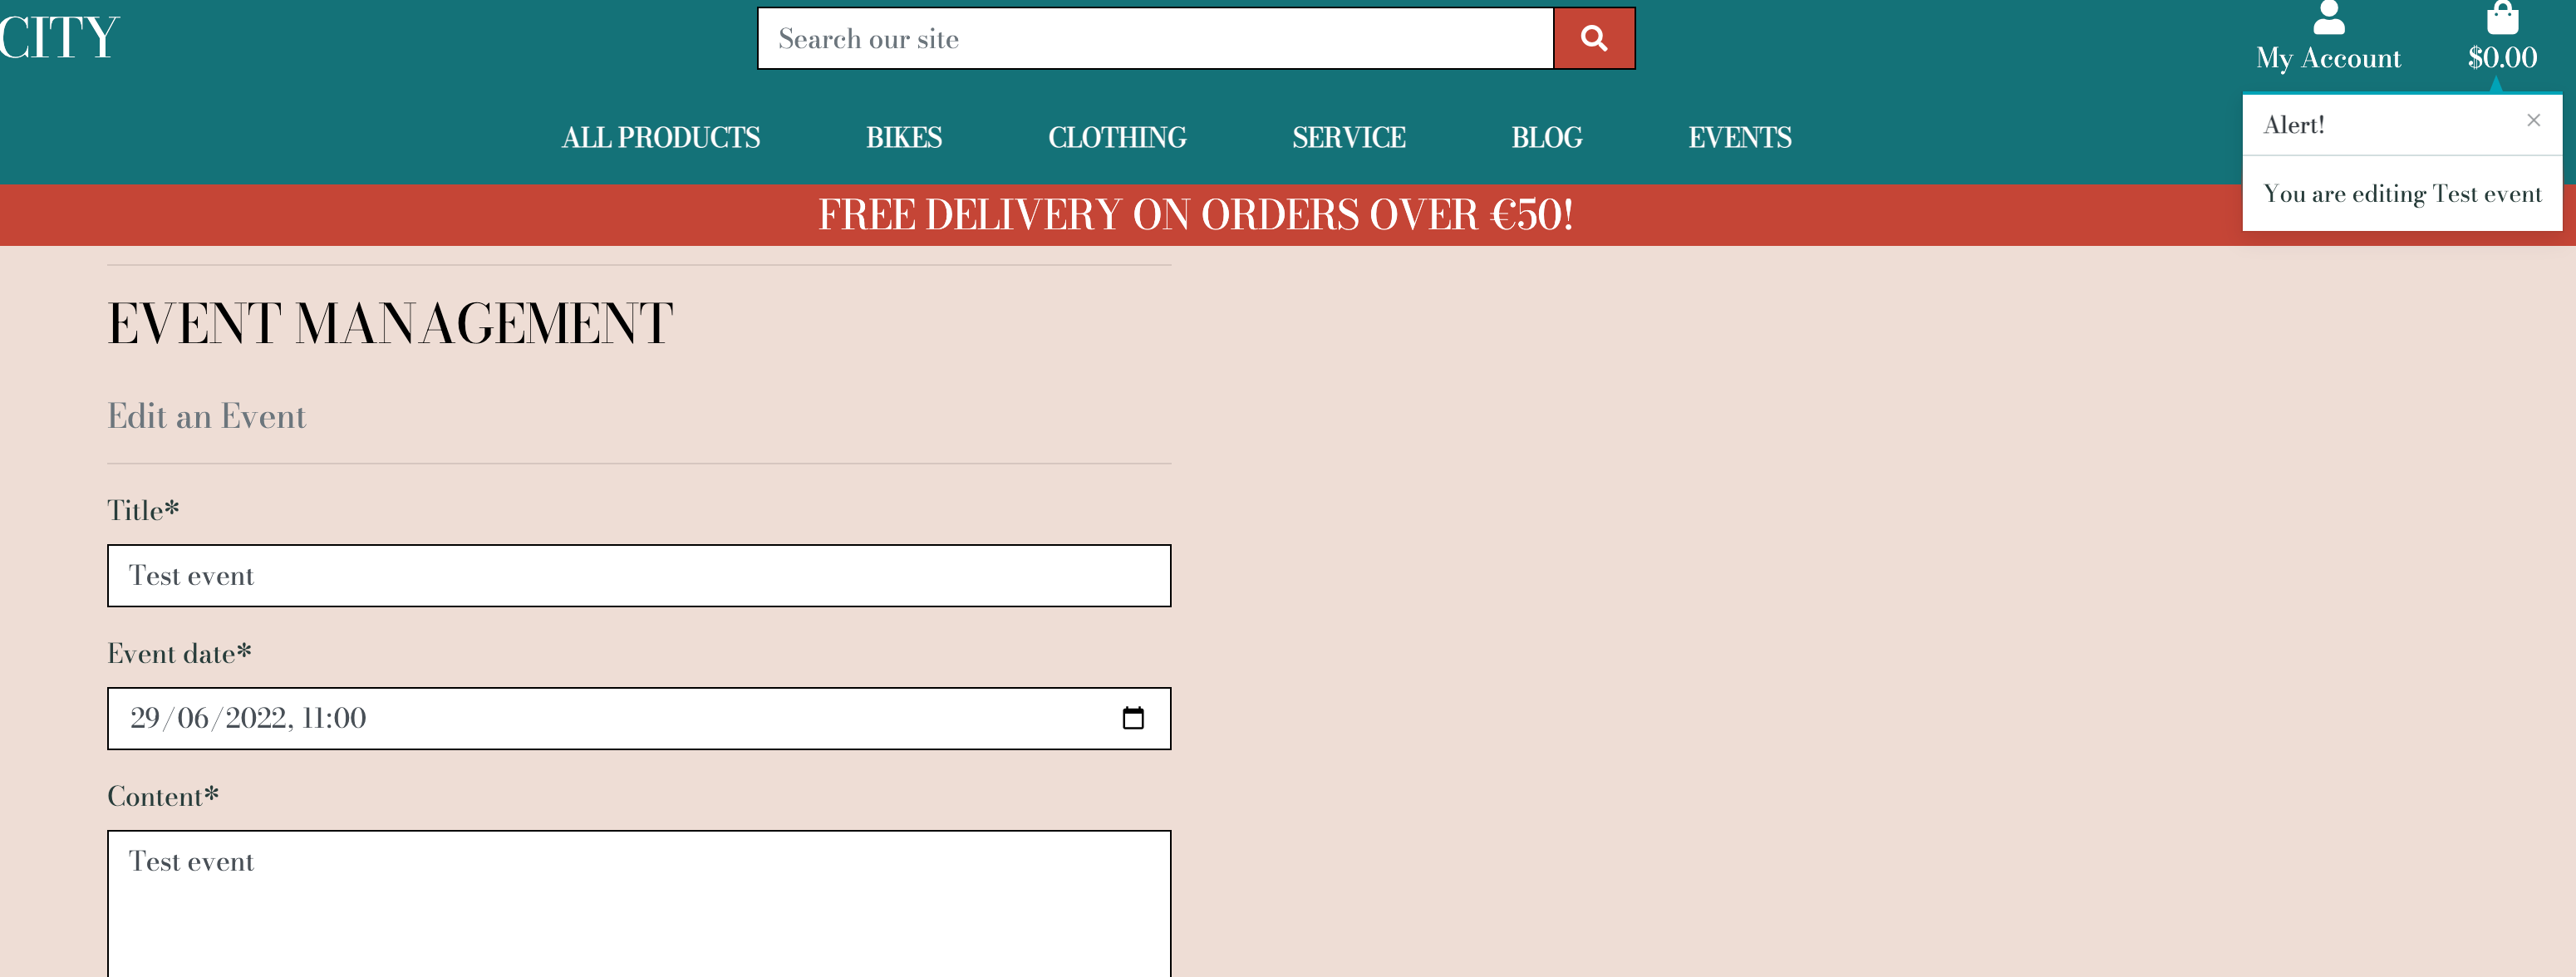 CITY
Search our site
My Account
$0.00
ALL PRODUCTS BIKES CLOTHING SERVICE BLOG EVENTS
Alert!
×
You are editing Test event
FREE DELIVERY ON ORDERS OVER €50!
EVENT MANAGEMENT
Edit an Event
Title*
Test event
Event date*
29/06/2022, 11:00
Content*
Test event